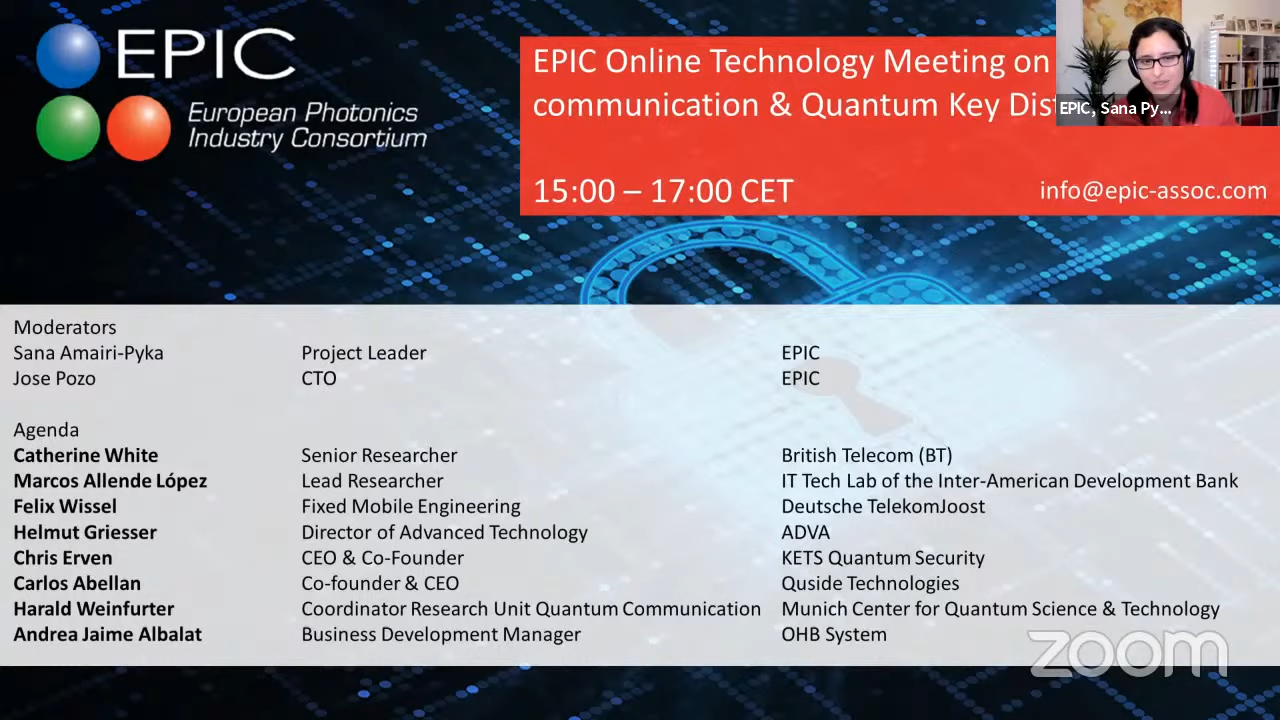 EPIC
European Photonics
Industry Consortium
EPIC Online Technology Meeting on
communication & Quantum Key
15:00 – 17:00 CET
info@epic-assoc.com
EPIC, Sana Py...
Moderators
Sana Amairi-Pyka Project Leader EPIC
Jose Pozo CTO EPIC
Agenda
Catherine White Senior Researcher British Telecom (BT)
Marcos Allende López Lead Researcher IT Tech Lab of the Inter-American Development Bank
Felix Wissel Fixed Mobile Engineering Deutsche TelekomJoost
Helmut Griesser Director of Advanced Technology ADVA
Chris Erven CEO & Co-Founder KETS Quantum Security
Carlos Abellan Co-founder & CEO Quside Technologies
Harald Weinfurter Coordinator Research Unit Quantum Communication Munich Center for Quantum Science & Technology
Andrea Jaime Albalat Business Development Manager OHB System
zoom